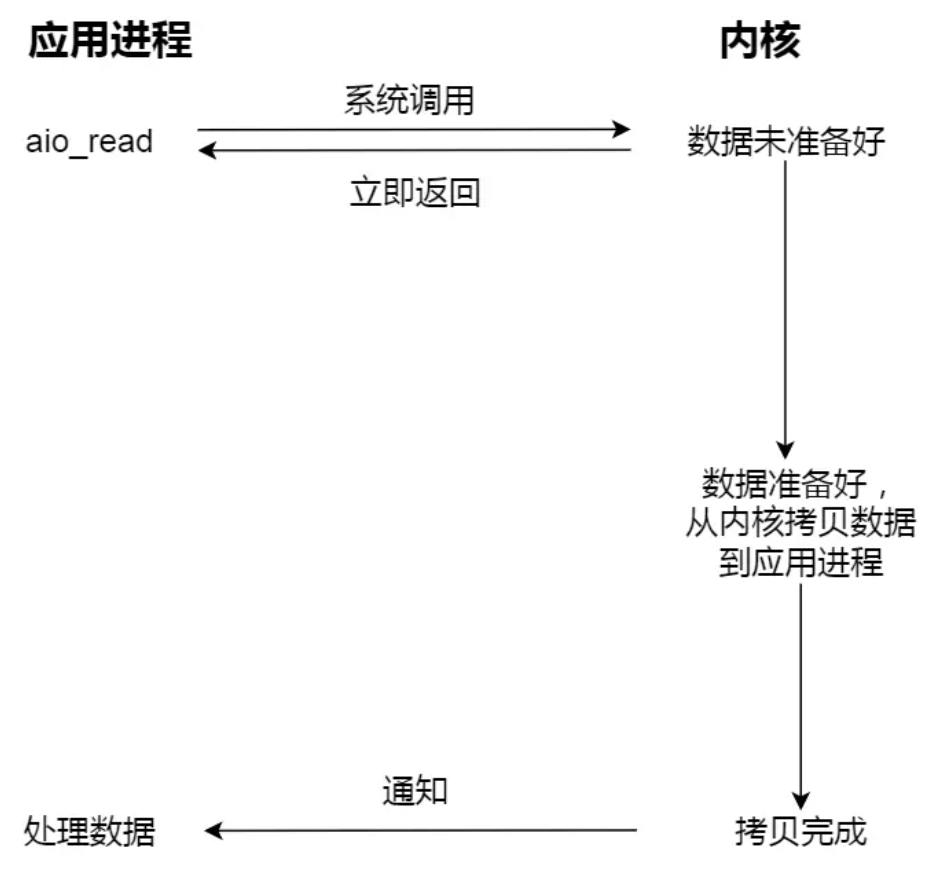 应用进程
内核
系统调用
aio_read
数据未准备好
立即返回
数据准备好，
从内核拷贝数据
到应用进程
通知
处理数据
拷贝完成